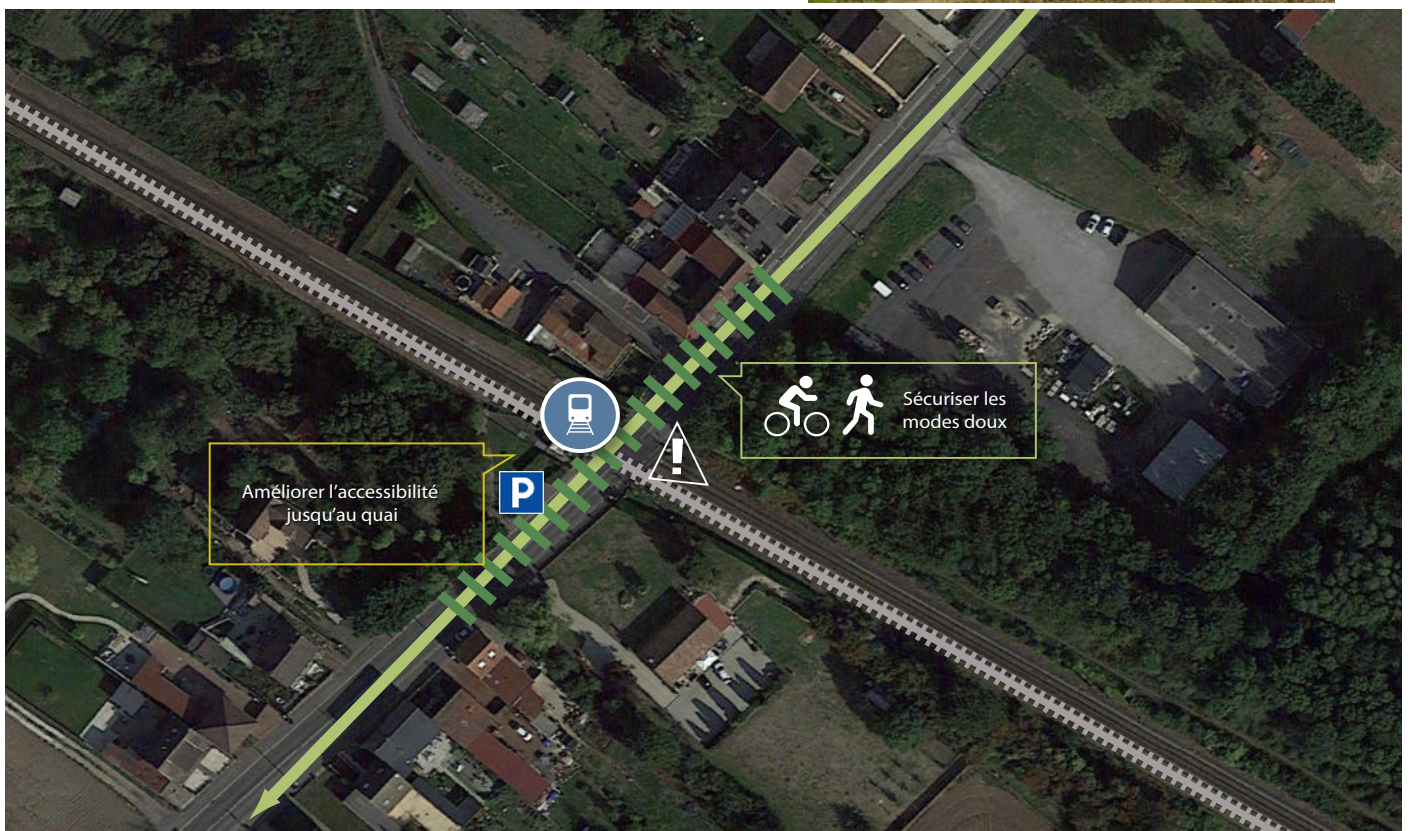 Sécuriser les
modes doux
!
Améliorer l'accessibilité
jusqu'au quai
P